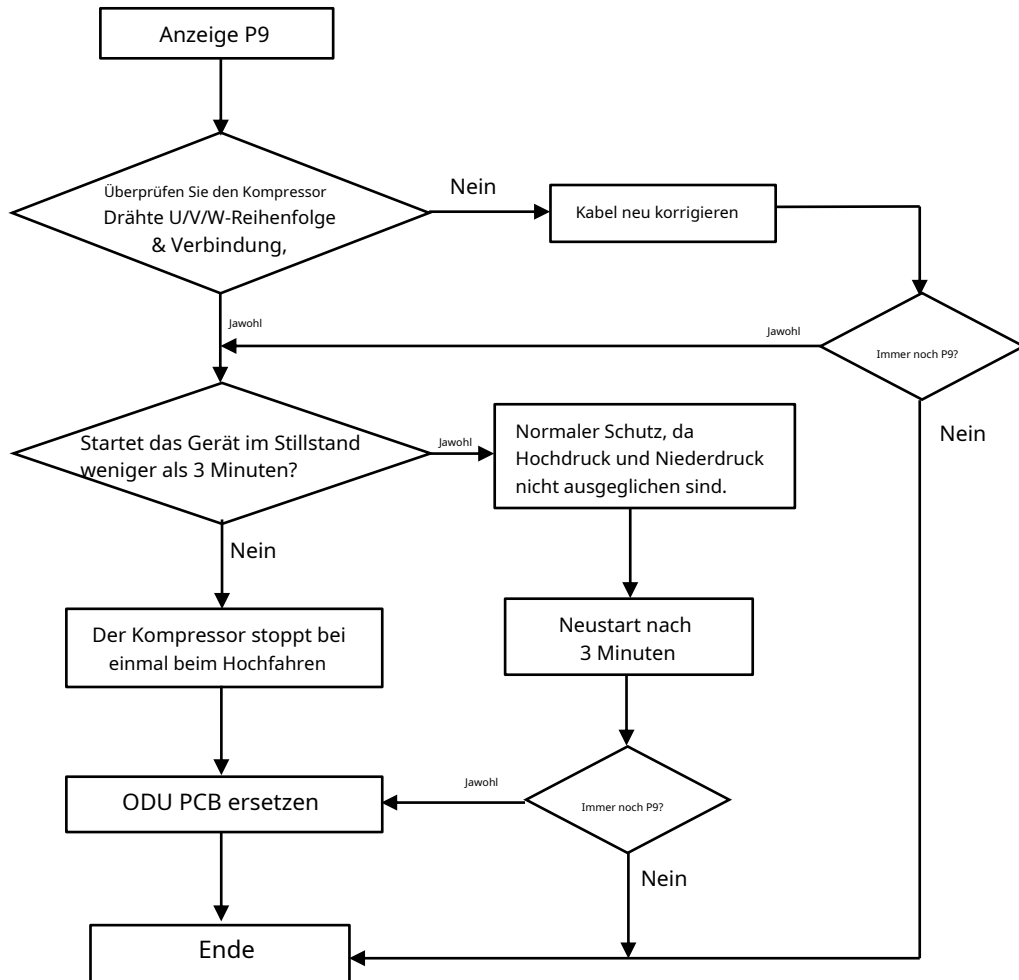 Anzeige P9
Überprüfen Sie den Kompressor
Drähte U/V/W-Reihenfolge
& Verbindung,
Nein
Kabel neu korrigieren
Jawohl
Jawohl
Immer noch P9?
Nein
Startet das Gerät im Stillstand
weniger als 3 Minuten?
Jawohl
Normaler Schutz, da
Hochdruck und Niederdruck
nicht ausgeglichen sind.
Nein
Der Kompressor stoppt bei
einmal beim Hochfahren
Neustart nach
3 Minuten
ODU PCB ersetzen
Jawohl
Immer noch P9?
Nein
Ende